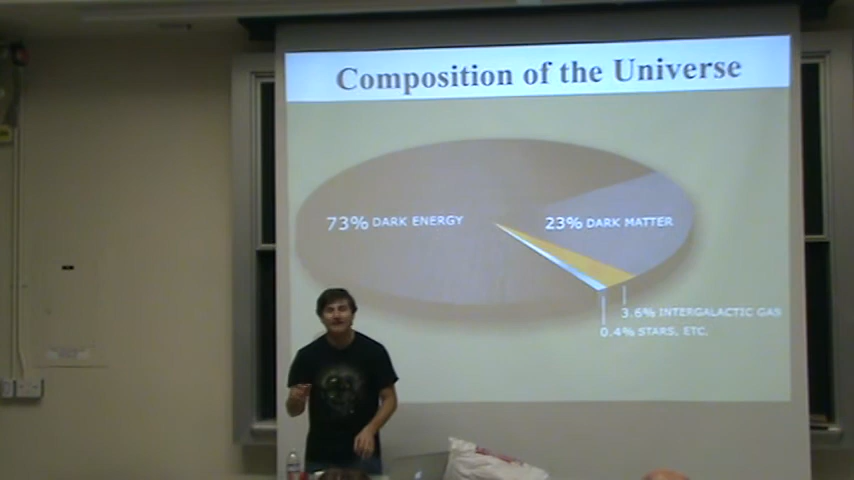 Composition of the Universe
73% DARK ENERGY
23% DARK MATTER
3.6% INTERGALACTIC GAS
0.4% STARS, ETC.